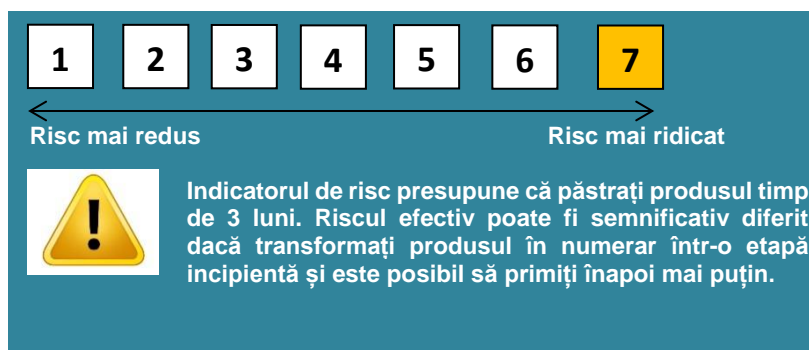 1 2 3 4 5 6 7
Risc mai redus Risc mai ridicat
Indicatorul de risc presupune că păstrați produsul timp
de 3 luni. Riscul efectiv poate fi semnificativ diferit
dacă transformați produsul în numerar într-o etapă
incipientă și este posibil să primiți înapoi mai puțin.